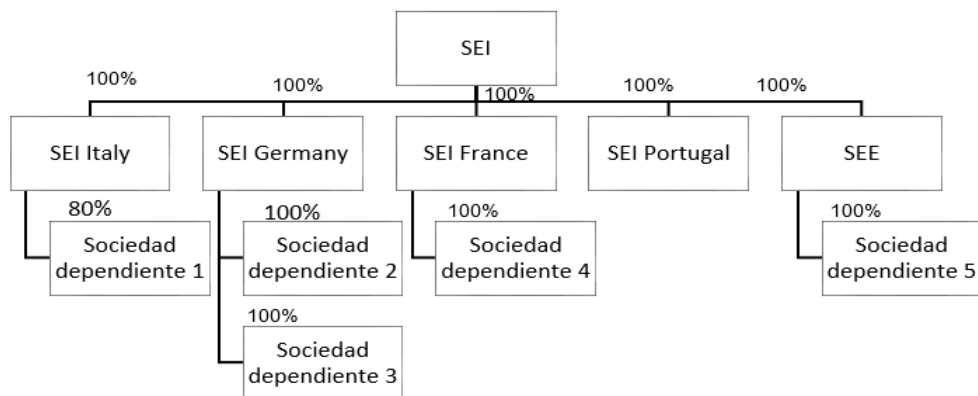 SEI
100%
100%
100%
100%
100%
SEI Italy
SEI Germany
SEI France
SEI Portugal
SEE
80%
100%
100%
100%
Sociedad
dependiente 1
Sociedad
dependiente 2
Sociedad
dependiente 4
Sociedad
dependiente 5
100%
Sociedad
dependiente 3